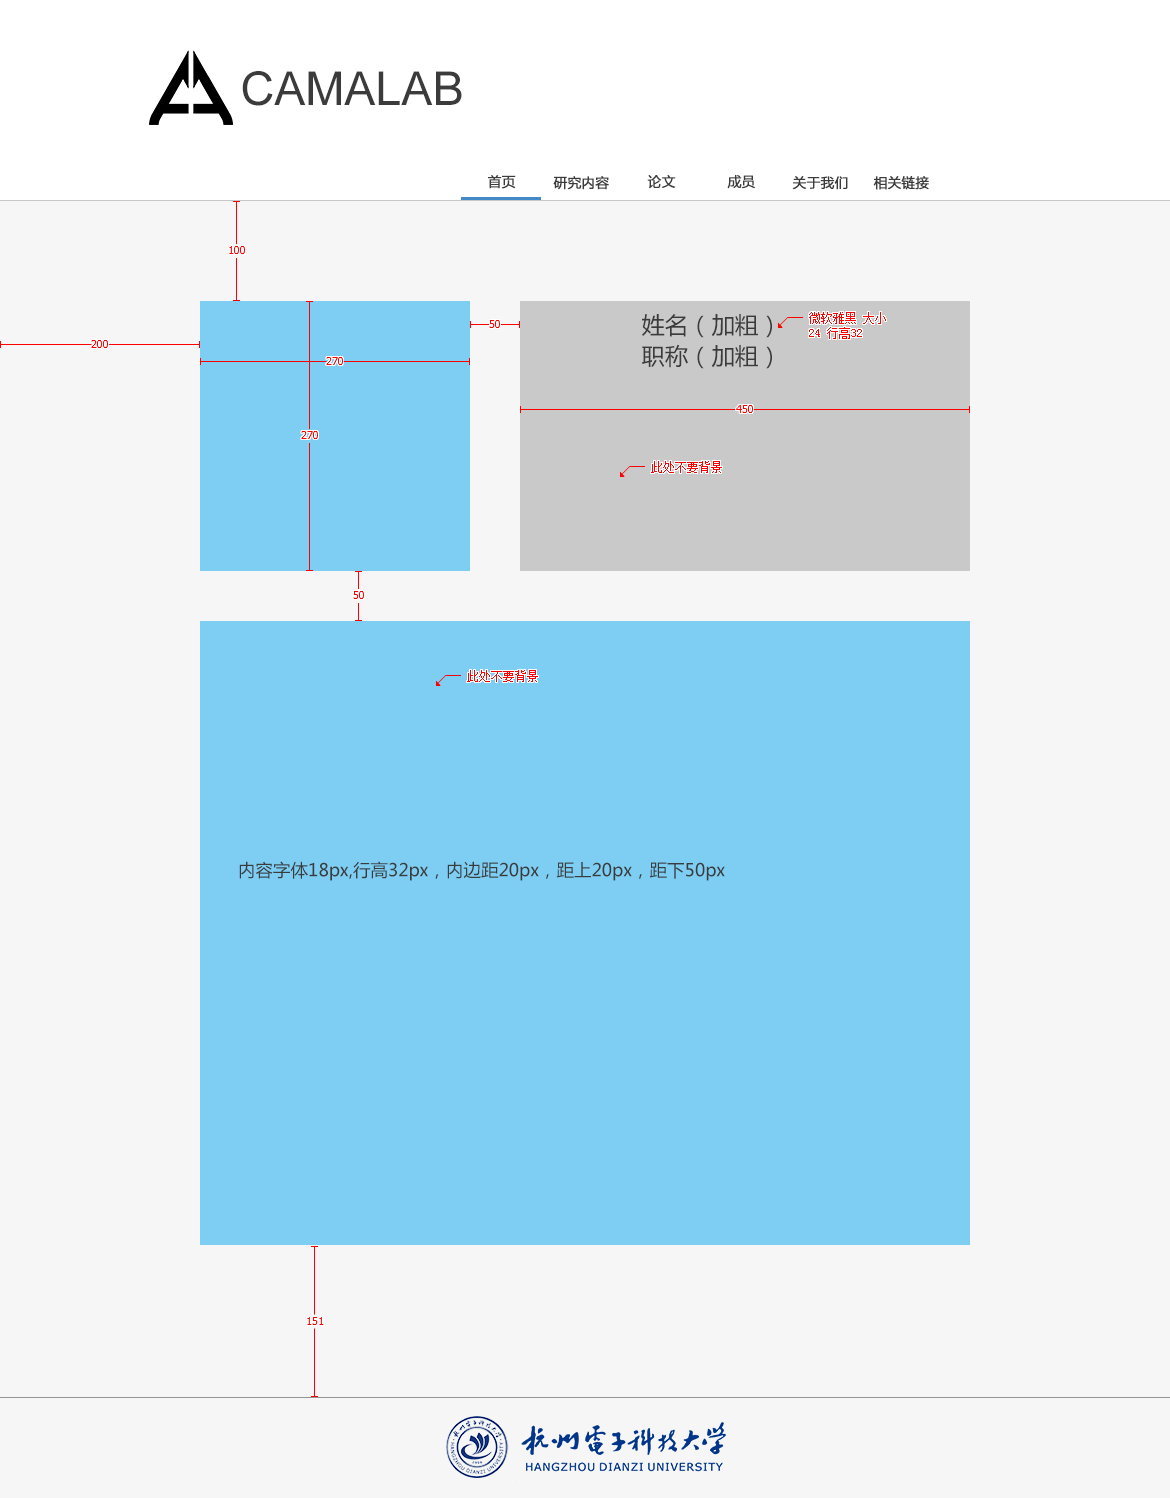 CAMALAB
首页 研究内容 论文 成员 关于我们 相关链接
100
200
270
270
50
姓名（加粗）
职称（加粗）
微软雅黑 大小
24 行高32
450
此处不要背景
50
此处不要背景
内容字体18px,行高32px，内边距20px，距上20px，距下50px
151
杭州電子科技大学
HANGZHOU DIANZI UNIVERSITY